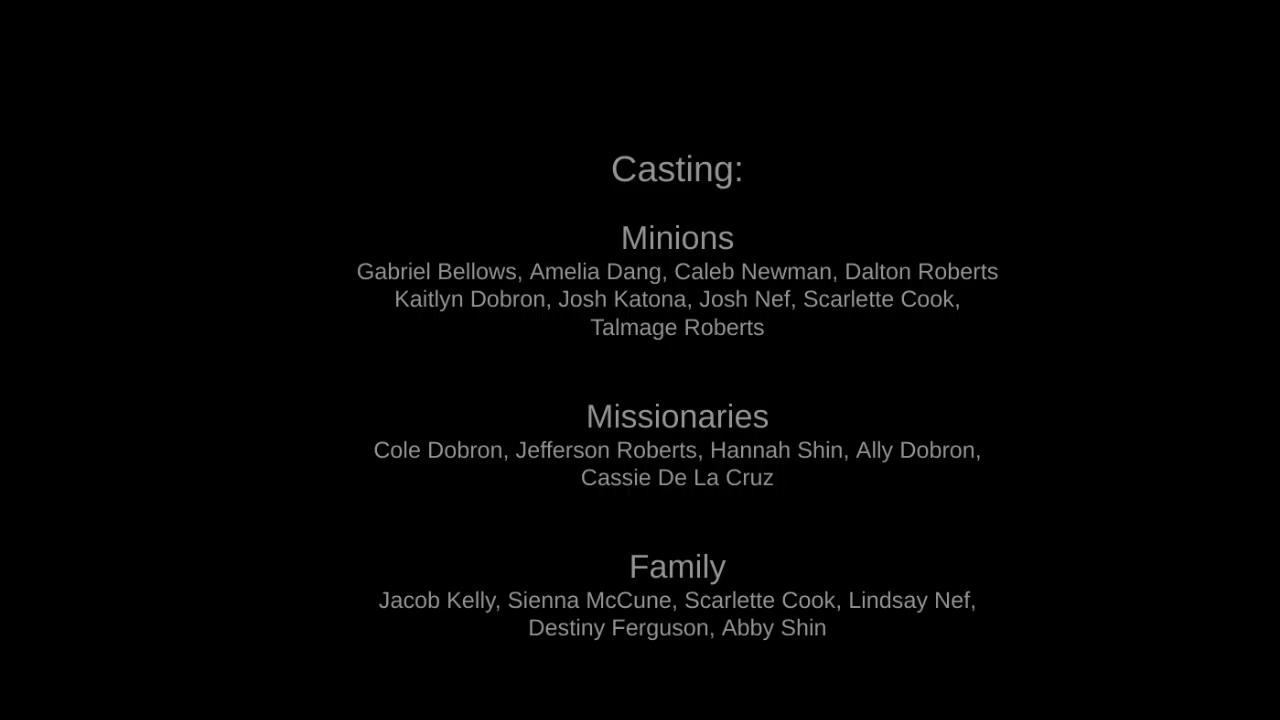 Casting:
Minions
Gabriel Bellows, Amelia Dang, Caleb Newman, Dalton Roberts
Kaitlyn Dobron, Josh Katona, Josh Nef, Scarlette Cook,
Talmage Roberts
Missionaries
Cole Dobron, Jefferson Roberts, Hannah Shin, Ally Dobron,
Cassie De La Cruz
Family
Jacob Kelly, Sienna McCune, Scarlette Cook, Lindsay Nef,
Destiny Ferguson, Abby Shin